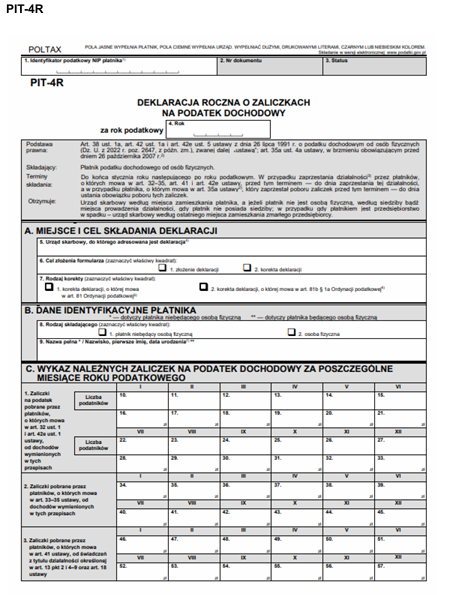 PIT-4R
POLTAX
POLA JASNE WYPEŁNIA PŁATNIK, POLA CIEMNE WYPEŁNIA URZĄD. WYPEŁNIAĆ DUŻYMI, DRUKOWANYMI LITERAMI, CZARNYM LUB NIEBIESKIM KOLOREM.
Składanie w wersji elektronicznej: www.podatki.gov.pl
1. Identyfikator podatkowy NIP płatnika
2. Nr dokumentu
3. Status
PIT-4R
DEKLARACJA ROCZNA O ZALICZKACH
NA PODATEK DOCHODOWY
za rok podatkowy
4. Rok
Podstawa prawna:
Art. 38 ust. 1a, art. 42 ust. 1a i art. 42e ust. 5 ustawy z dnia 26 lipca 1991 r. o podatku dochodowym od osób fizycznych
(Dz. U. z 2022 r. poz. 2647, z późn. zm.), zwanej dalej „ustawą”; art. 35a ust. 4a ustawy, w brzmieniu obowiązującym przed
dniem 26 października 2007 r.
Składający:
Płatnik podatku dochodowego od osób fizycznych.
Terminy składania:
Do końca stycznia roku następującego po roku podatkowym. W przypadku zaprzestania działalności przez płatników,
o których mowa w art. 32–35, art. 41 i art. 42e ustawy, przed tym terminem — do dnia zaprzestania tej działalności,
a w przypadku płatnika, o którym mowa w art. 35a ustawy, który zaprzestał poboru zaliczek przed tym terminem — do dnia
ustania obowiązku poboru tych zaliczek.
Otrzymuje:
Urząd skarbowy według miejsca zamieszkania płatnika, a jeżeli płatnik nie jest osobą fizyczną, według siedziby bądź
miejsca prowadzenia działalności, gdy płatnik nie posiada siedziby; w przypadku gdy płatnikiem jest przedsiębiorstwo
w spadku – urząd skarbowy według ostatniego miejsca zamieszkania zmarłego przedsiębiorcy.
A. MIEJSCE I CEL SKŁADANIA DEKLARACJI
5. Urząd skarbowy, do którego adresowana jest deklaracja
6. Cel złożenia formularza (zaznaczyć właściwy kwadrat):
1. złożenie deklaracji
2. korekta deklaracji
7. Rodzaj korekty (zaznaczyć właściwy kwadrat):
1. korekta deklaracji, o której mowa
w art. 81 Ordynacji podatkowej
2. korekta deklaracji, o której mowa w art. 81b § 1a Ordynacji podatkowej
B. DANE IDENTYFIKACYJNE PŁATNIKA
* — dotyczy płatnika niebędącego osobą fizyczną
** — dotyczy płatnika będącego osobą fizyczną
8. Rodzaj składającego (zaznaczyć właściwy kwadrat):
1. płatnik niebędący osobą fizyczną
2. osoba fizyczna
9. Nazwa pełna * / Nazwisko, pierwsze imię, data urodzenia **
C. WYKAZ NALEŻNYCH ZALICZEK NA PODATEK DOCHODOWY ZA POSZCZEGÓLNE
MIESIĄCE ROKU PODATKOWEGO
I II III IV V VI
1. Zaliczki
na podatek
pobrane przez
płatników,
o których mowa
w art. 32 ust. 1
i art. 42e ust. 1
ustawy,
od dochodów
wymienionych
w tych
przepisach
Liczba
podatników
10. 11. 12. 13. 14. 15.
16. 17. 18. 19. 20. 21.
VII VIII IX X XI XII
Liczba
podatników
22. 23. 24. 25. 26. 27.
28. 29. 30. 31. 32. 33.
I II III IV V VI
2. Zaliczki pobrane przez
płatników, o których mowa
w art. 33–35 ustawy, od
dochodów wymienionych
w tych przepisach
34. 35. 36. 37. 38. 39.
VII VIII IX X XI XII
40. 41. 42. 43. 44. 45.
I II III IV V VI
3. Zaliczki pobrane przez
płatników, o których mowa
w art. 41 ustawy, od świadczeń
z tytułu działalności określonej
w art. 13 pkt 2 i 4–9 oraz art. 18
ustawy
46. 47. 48. 49. 50. 51.
VII VIII IX X XI XII
52. 53. 54. 55. 56. 57.